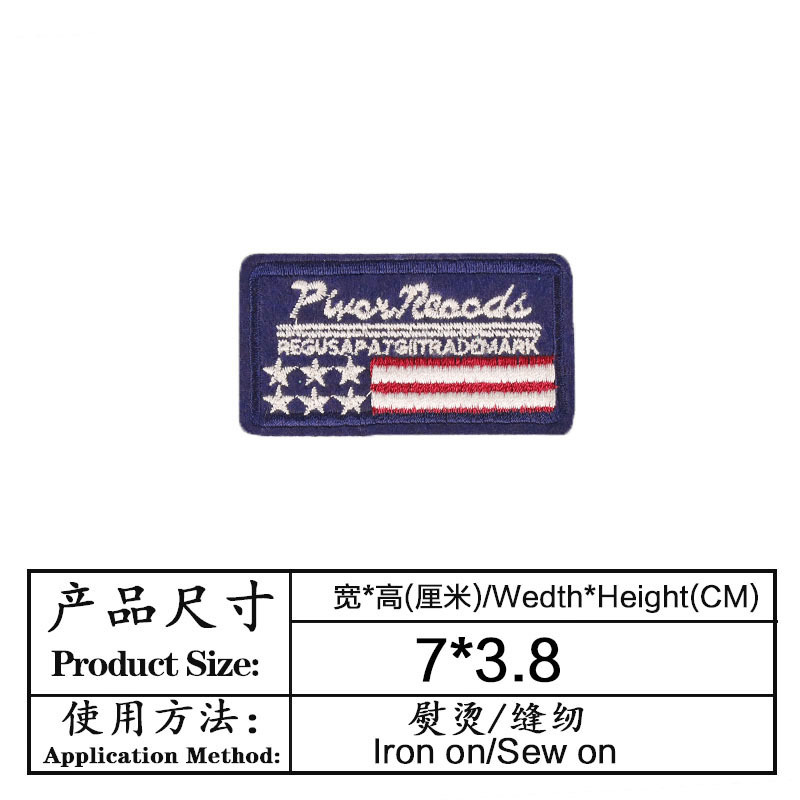 PiverNecods
REGUSAPATGIITRADEMARK
产品尺寸
Product Size:
宽*高(厘米)/Wedth*Height(CM)
7*3.8
使用方法:
Application Method:
熨烫/缝纫
Iron on/Sew on